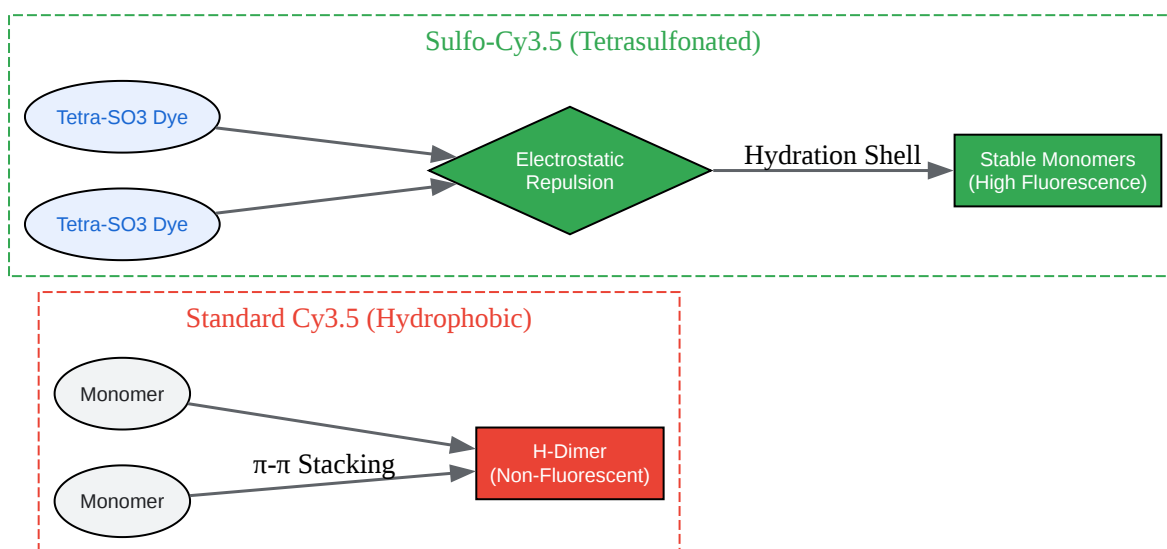 Sulfo-Cy3.5 (Tetrasulfonated)
Tetra-SO3 Dye
Tetra-SO3 Dye
Electrostatic
Repulsion
Hydration Shell
Stable Monomers
(High Fluorescence)
Standard Cy3.5 (Hydrophobic)
Monomer
Monomer
π-π Stacking
H-Dimer
(Non-Fluorescent)